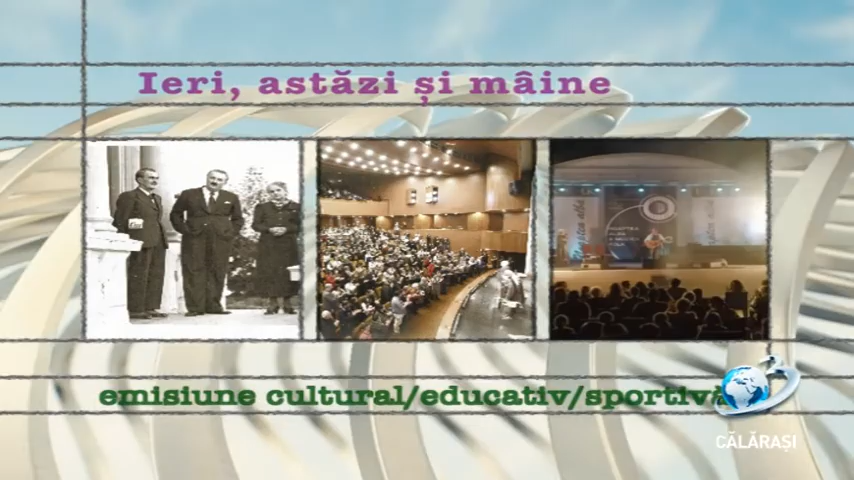 Ieri, astăzi și mâine
emisiune cultural/educativ/sportivă
CĂLĂRAȘI